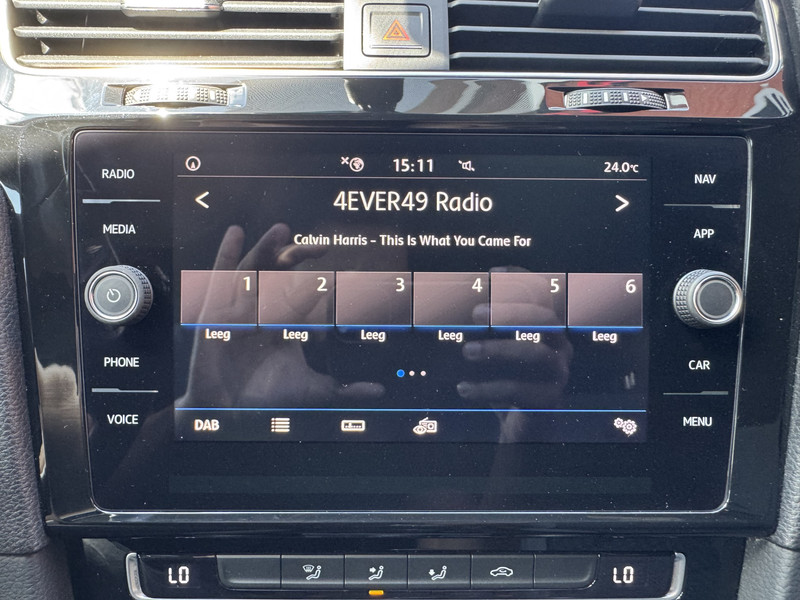 15:11 24.0°C
RADIO NAV
4EVER49 Radio
MEDIA APP
Calvin Harris - This Is What You Came For
1 2 3 4 5 6
Leeg Leeg Leeg Leeg Leeg Leeg
PHONE CAR
VOICE DAB MENU
LO LO